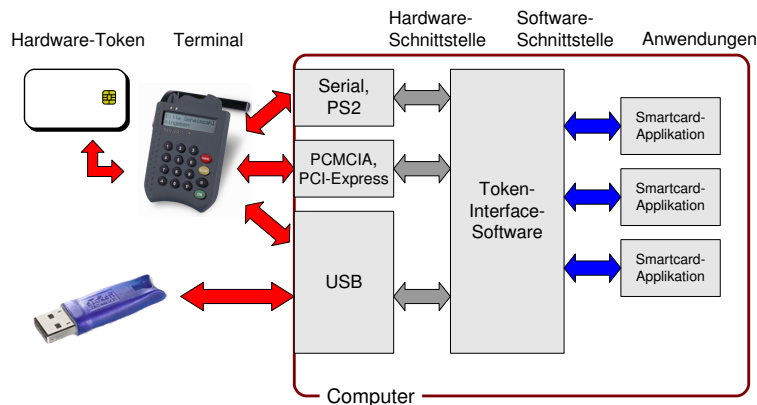 Hardware-
Schnittstelle
Software-
Schnittstelle
Hardware-Token
Terminal
Anwendungen
Serial,
PS2
PCMCIA,
PCI-Express
USB
Token-
Interface-
Software
Smartcard-
Applikation
Smartcard-
Applikation
Smartcard-
Applikation
Computer